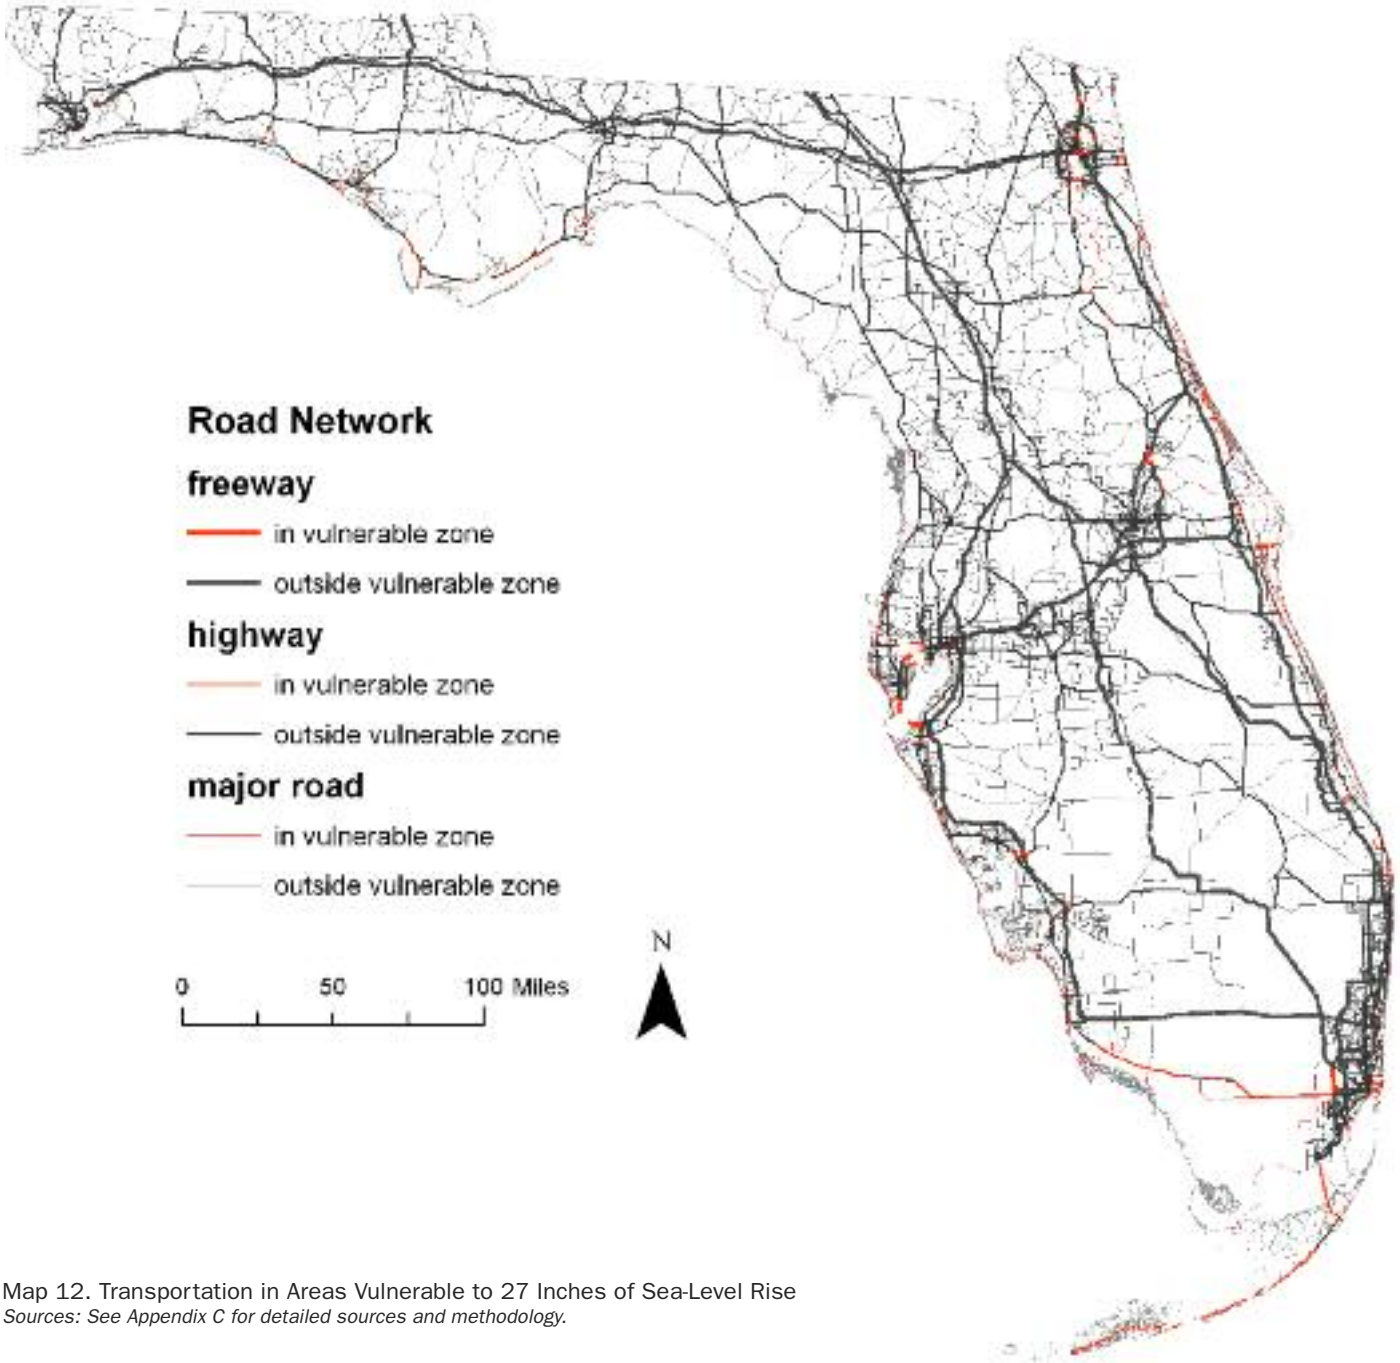 Road Network
freeway
in vulnerable zone
outside vulnerable zone
highway
in vulnerable zone
outside vulnerable zone
major road
in vulnerable zone
outside vulnerable zone
N
0 50 100 Miles
Map 12. Transportation in Areas Vulnerable to 27 Inches of Sea-Level Rise
Sources: See Appendix C for detailed sources and methodology.